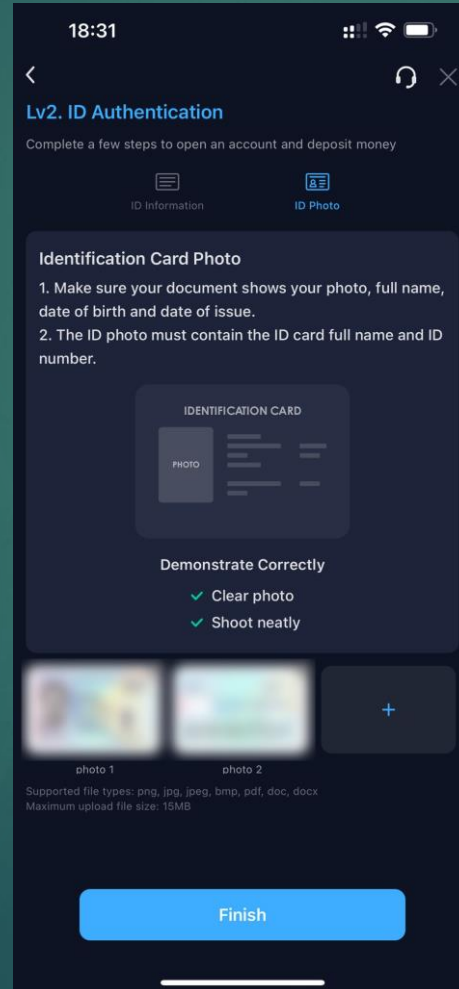 18:31
Lv2. ID Authentication
Complete a few steps to open an account and deposit money
ID Information
ID Photo
Identification Card Photo
1. Make sure your document shows your photo, full name,
date of birth and date of issue.
2. The ID photo must contain the ID card full name and ID
number.
IDENTIFICATION CARD
PHOTO
Demonstrate Correctly
Clear photo
Shoot neatly
+
photo 1
photo 2
Supported file types: png, jpg, jpeg, bmp, pdf, doc, docx
Maximum upload file size: 15MB
Finish